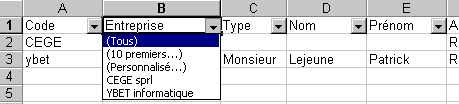 A B C D E
1 Code Entreprise Type Nom Prénom A
2 CEGE (Tous) R
(10 premiers...)
3 ybet (Personnalisé...) Monsieur Lejeune Patrick R
4 CEGE sprl
5 YBET informatique